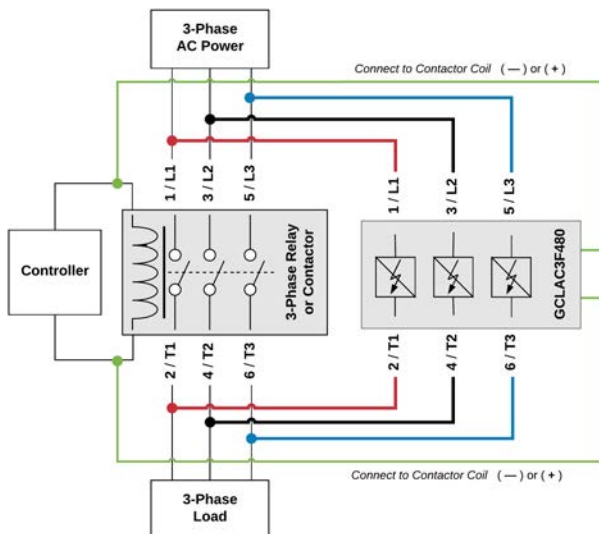 3-Phase
AC Power
Connect to Contactor Coil ( — ) or ( + )
1 / L1
3 / L2
5 / L3
1 / L1
3 / L2
5 / L3
Controller
3-Phase Relay
or Contactor
GCLAC3F480
2 / T1
4 / T2
6 / T3
2 / T1
4 / T2
6 / T3
Connect to Contactor Coil ( — ) or ( + )
3-Phase
Load